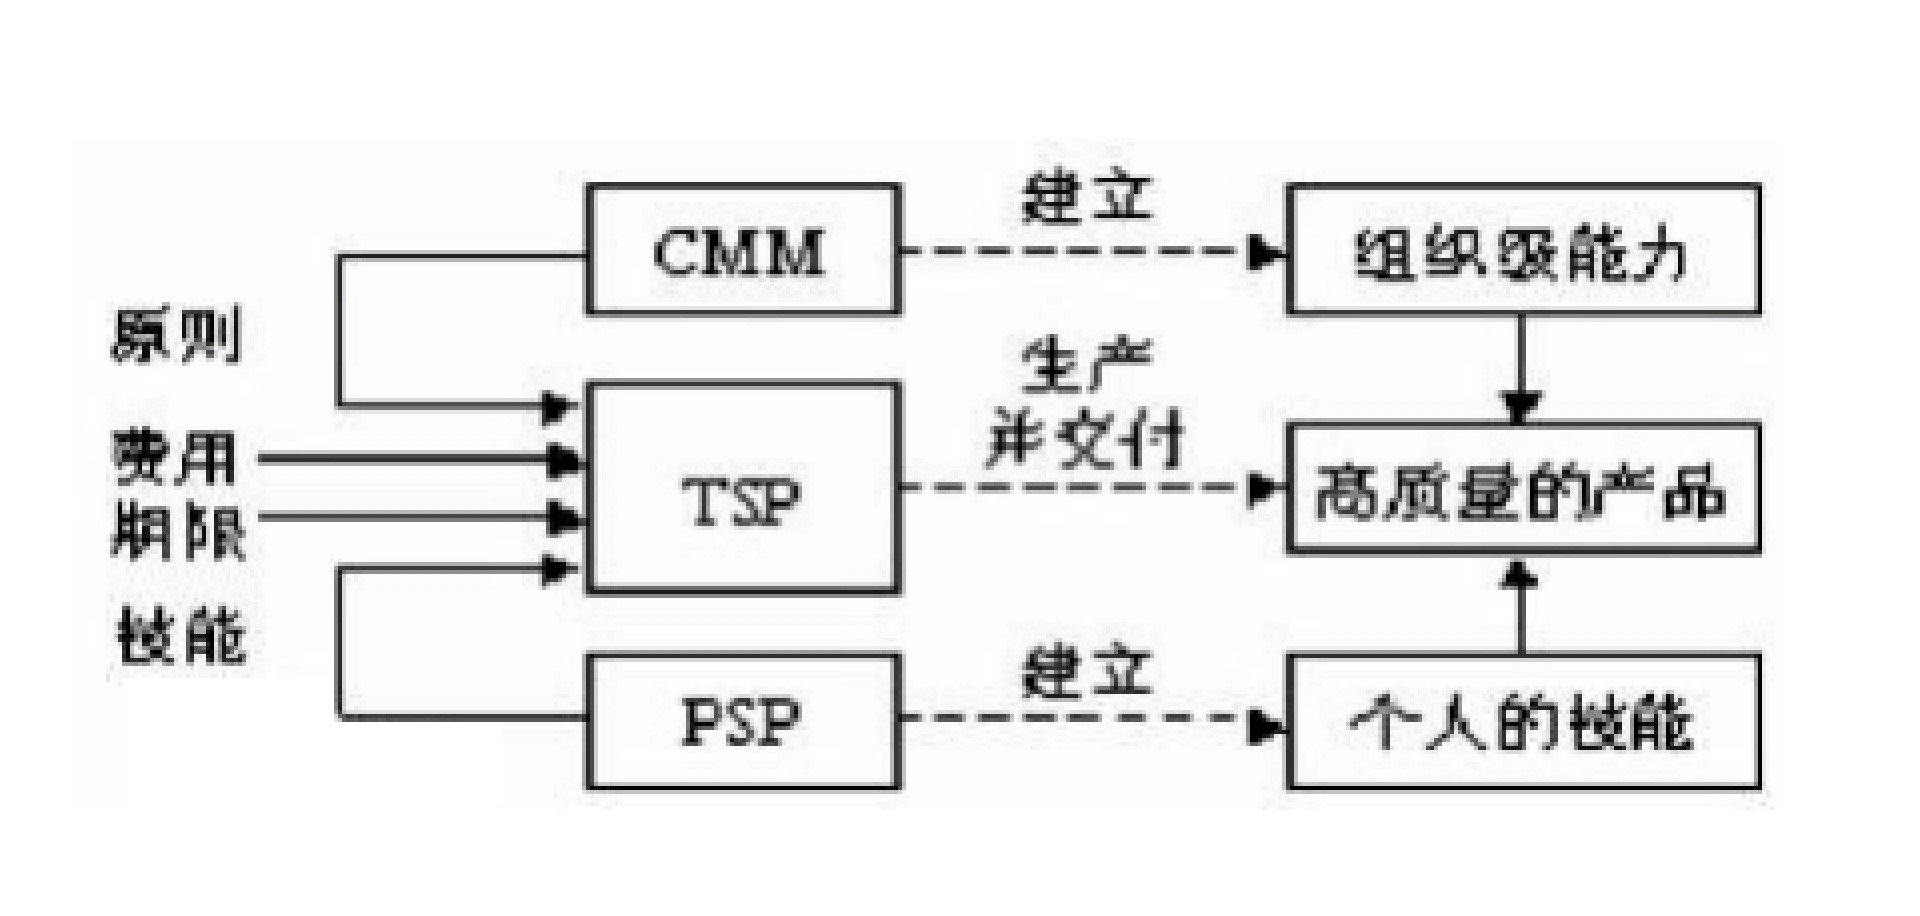 建立
CMM
组织级能力
原则
生产
并交付
费用
TSP
高质量的产品
期限
技能
建立
PSP
个人的技能